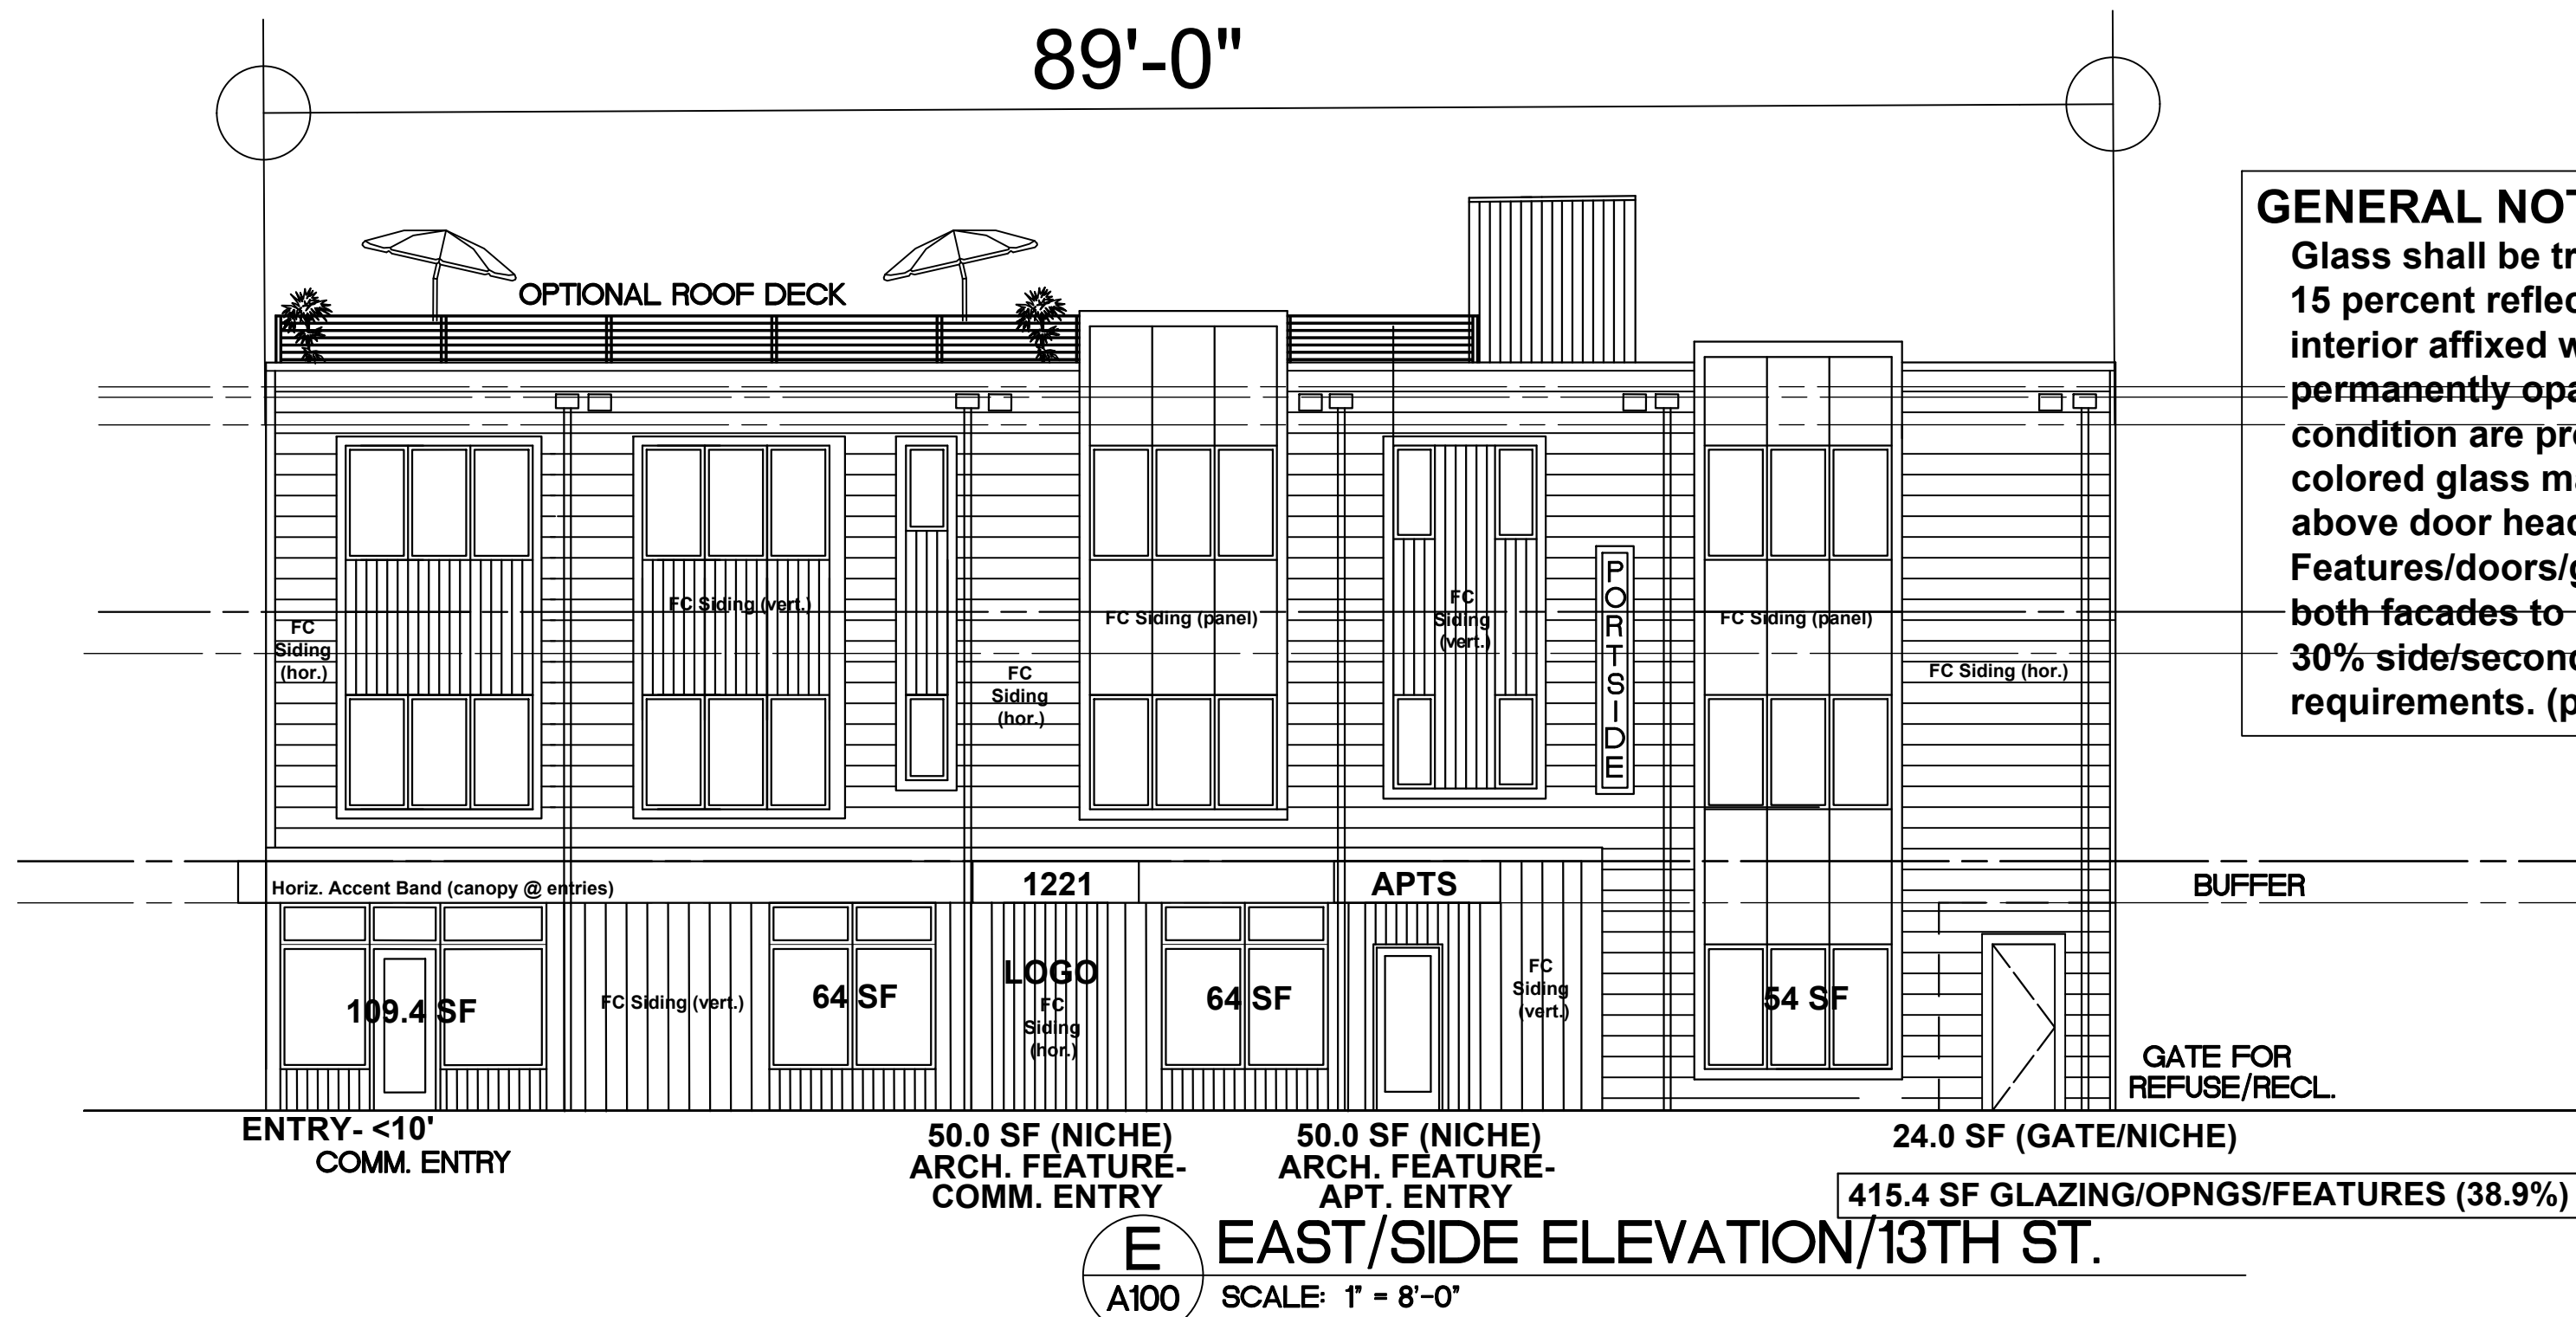 89'-0"
GENERAL NOT
Glass shall be tr
15 percent reflec
interior affixed w
permanently opa
condition are pro
colored glass ma
above door head
Features/doors/g
both facades to
30% side/second
requirements. (p
OPTIONAL ROOF DECK
FC Siding (vert.)
FC
Siding
(hor.)
FC Siding (panel)
FC
Siding
(vert.)
PORTSIDE
FC Siding (panel)
FC
Siding
(hor.)
FC Siding (hor.)
Horiz. Accent Band (canopy @ entries)
1221
APTS
BUFFER
109.4 SF
FC Siding (vert.)
64 SF
LOGO
FC
Siding
(hor.)
64 SF
FC
Siding
(vert.)
54 SF
GATE FOR
REFUSE/RECL.
ENTRY- <10'
COMM. ENTRY
50.0 SF (NICHE)
ARCH. FEATURE-
COMM. ENTRY
50.0 SF (NICHE)
ARCH. FEATURE-
APT. ENTRY
24.0 SF (GATE/NICHE)
415.4 SF GLAZING/OPNGS/FEATURES (38.9%)
E
A100
EAST/SIDE ELEVATION/13TH ST.
SCALE: 1" = 8'-0"